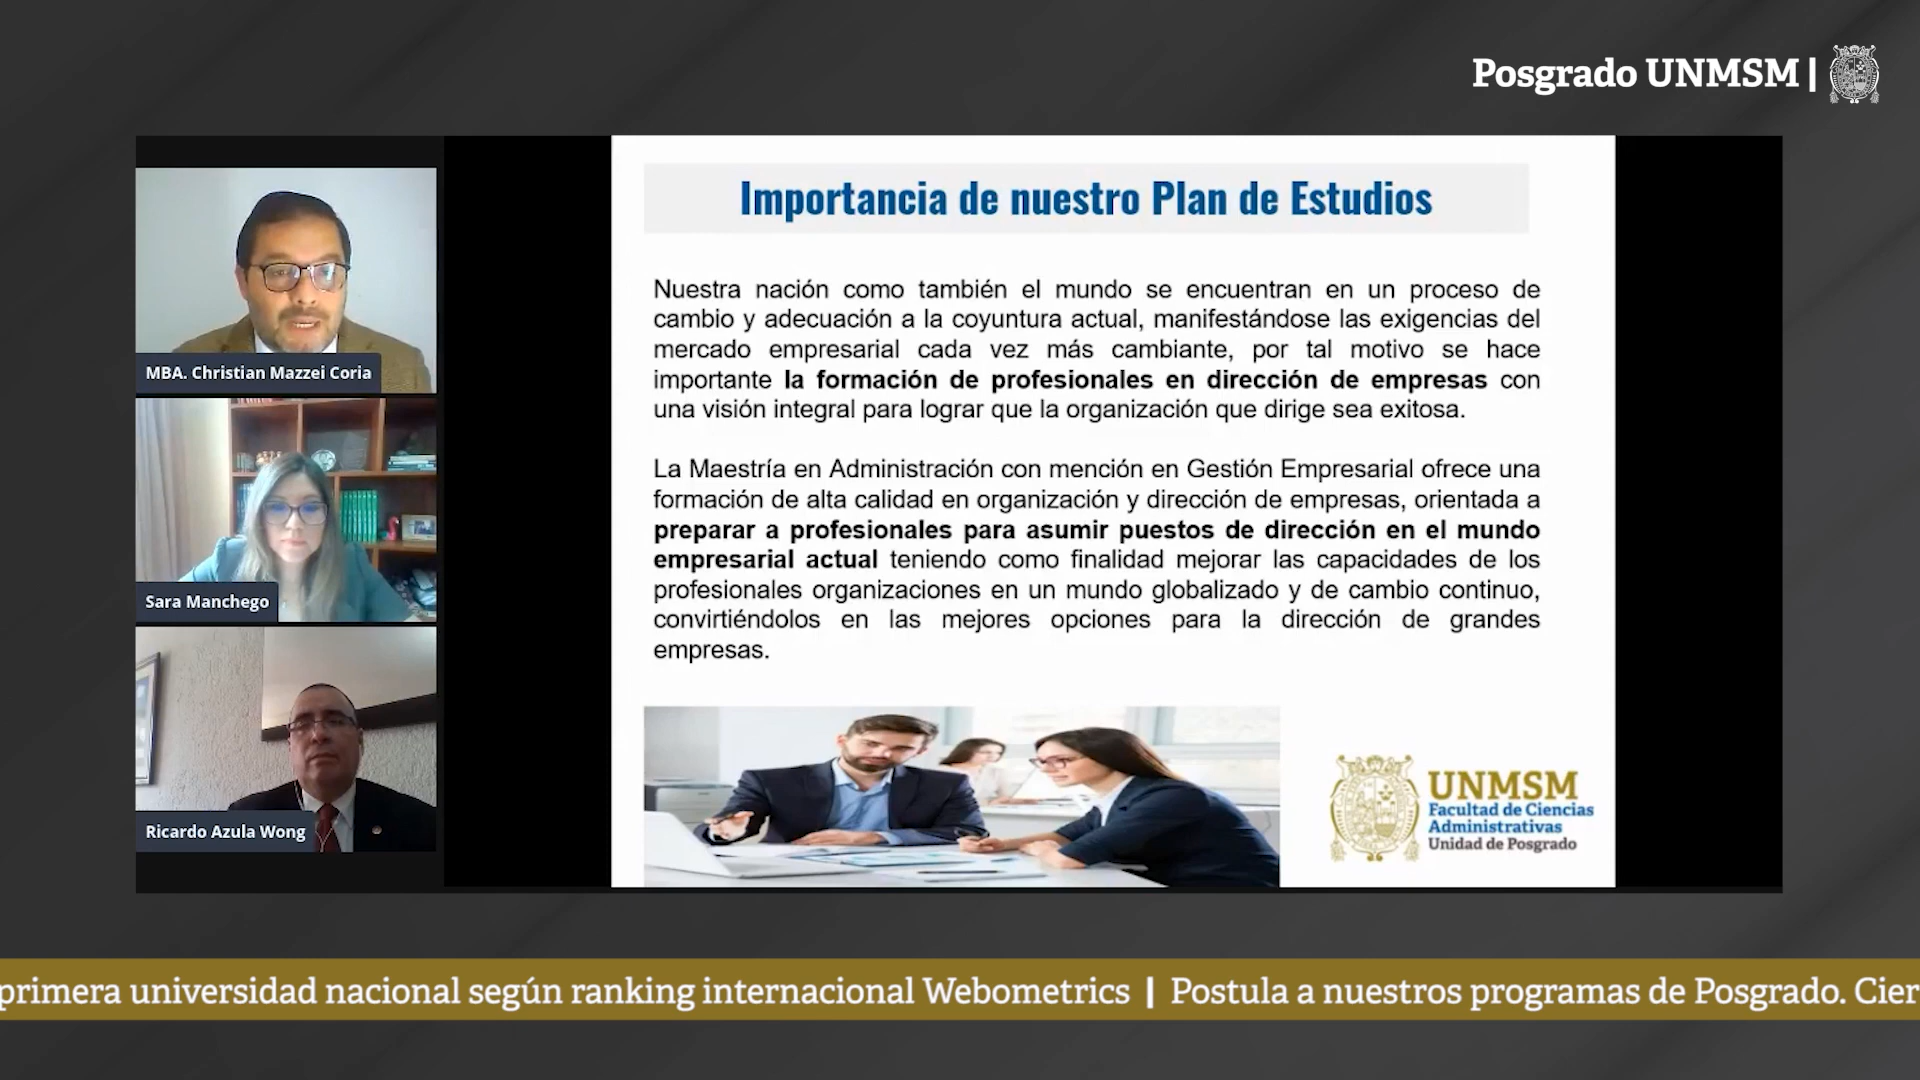 Posgrado UNMSM |
MBA. Christian Mazzei Coria
Sara Manchego
Ricardo Azula Wong
Importancia de nuestro Plan de Estudios
Nuestra nación como también el mundo se encuentran en un proceso de
cambio y adecuación a la coyuntura actual, manifestándose las exigencias del
mercado empresarial cada vez más cambiante, por tal motivo se hace
importante la formación de profesionales en dirección de empresas con
una visión integral para lograr que la organización que dirige sea exitosa.
La Maestría en Administración con mención en Gestión Empresarial ofrece una
formación de alta calidad en organización y dirección de empresas, orientada a
preparar a profesionales para asumir puestos de dirección en el mundo
empresarial actual teniendo como finalidad mejorar las capacidades de los
profesionales organizaciones en un mundo globalizado y de cambio continuo,
convirtiéndolos en las mejores opciones para la dirección de grandes
empresas.
UNMSM
Facultad de Ciencias
Administrativas
Unidad de Posgrado
primera universidad nacional según ranking internacional Webometrics | Postula a nuestros programas de Posgrado. Cier